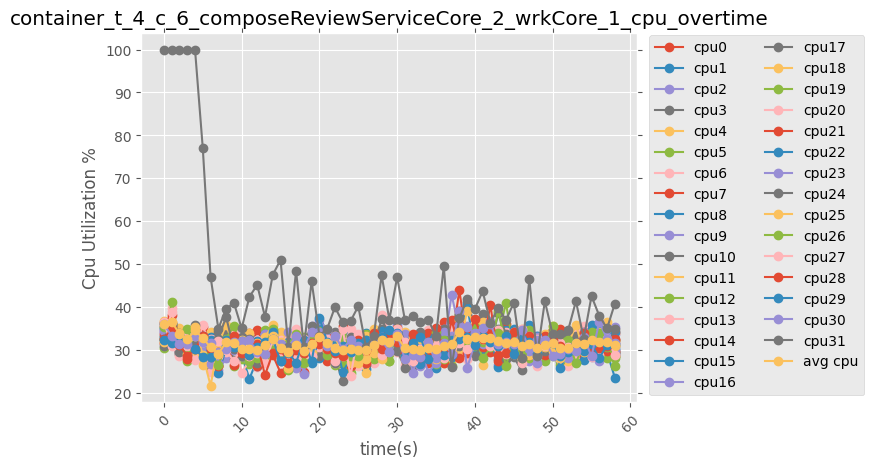 container_t_4_c_6_composeReviewServiceCore_2_wrkCore_1_cpu_overtime
Cpu Utilization %
100
90
80
70
60
50
40
30
20
0
10
20
30
40
50
60
time(s)
cpu0
cpu1
cpu2
cpu3
cpu4
cpu5
cpu6
cpu7
cpu8
cpu9
cpu10
cpu11
cpu12
cpu13
cpu14
cpu15
cpu16
cpu17
cpu18
cpu19
cpu20
cpu21
cpu22
cpu23
cpu24
cpu25
cpu26
cpu27
cpu28
cpu29
cpu30
cpu31
avg cpu